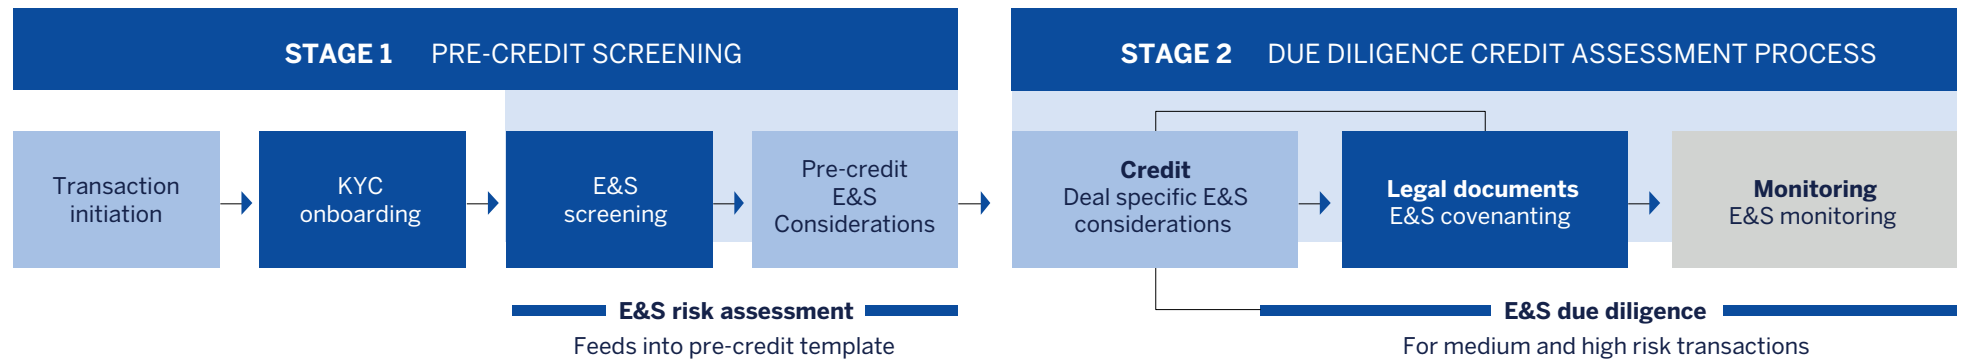 STAGE 1 PRE-CREDIT SCREENING
Transaction
initiation
KYC
onboarding
E&S
screening
Pre-credit
E&S
Considerations
E&S risk assessment
Feeds into pre-credit template
STAGE 2 DUE DILIGENCE CREDIT ASSESSMENT PROCESS
Credit
Deal specific E&S
considerations
Legal documents
E&S covenanting
Monitoring
E&S monitoring
E&S due diligence
For medium and high risk transactions